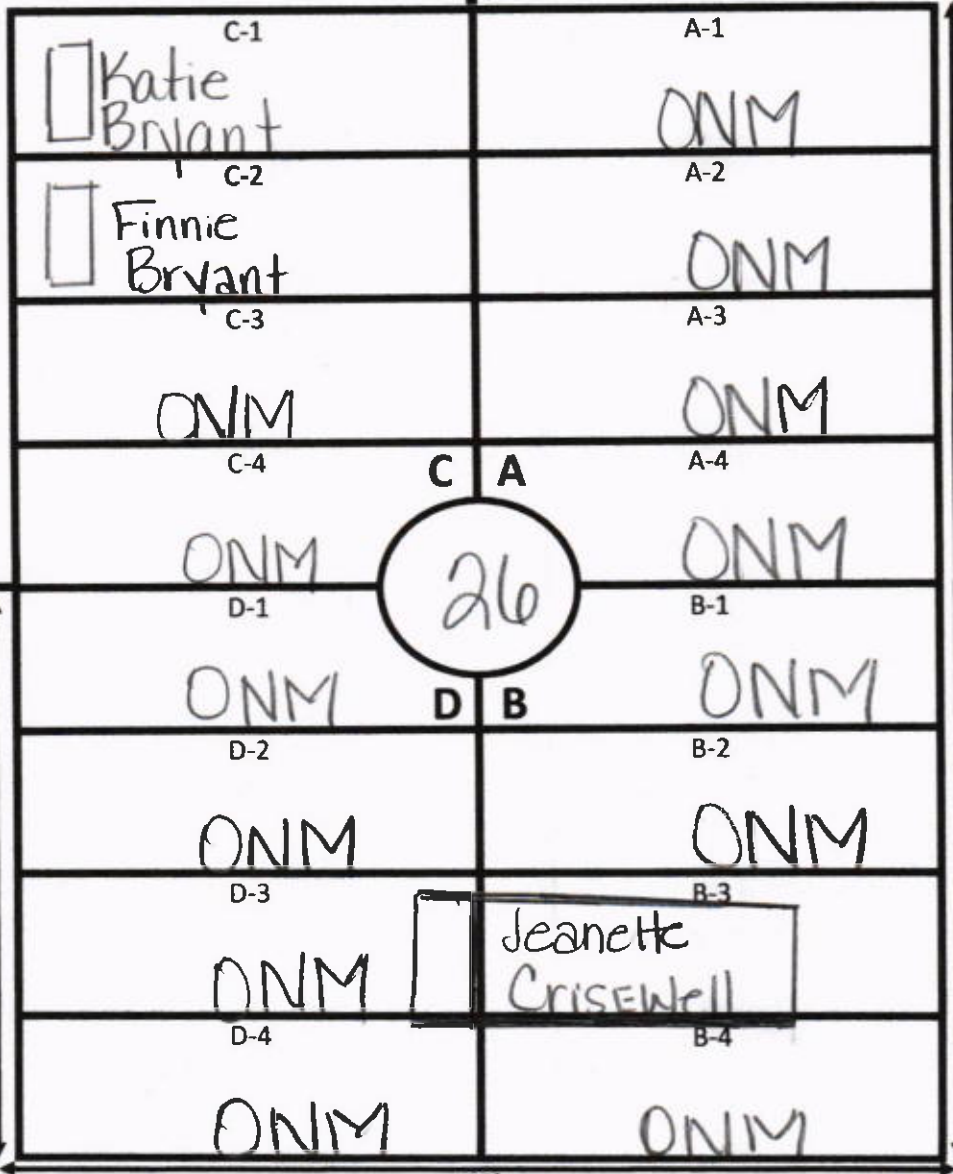 C-1
Katie
Bryant
A-1
ONM
C-2
Finnie
Bryant
A-2
ONM
C-3
ONM
A-3
ONM
C-4
ONM
C A
A-4
ONM
26
D-1
ONM
D B
B-1
ONM
D-2
ONM
B-2
ONM
D-3
ONM
B-3
Jeanette
CrisEWell
D-4
ONM
B-4
ONM